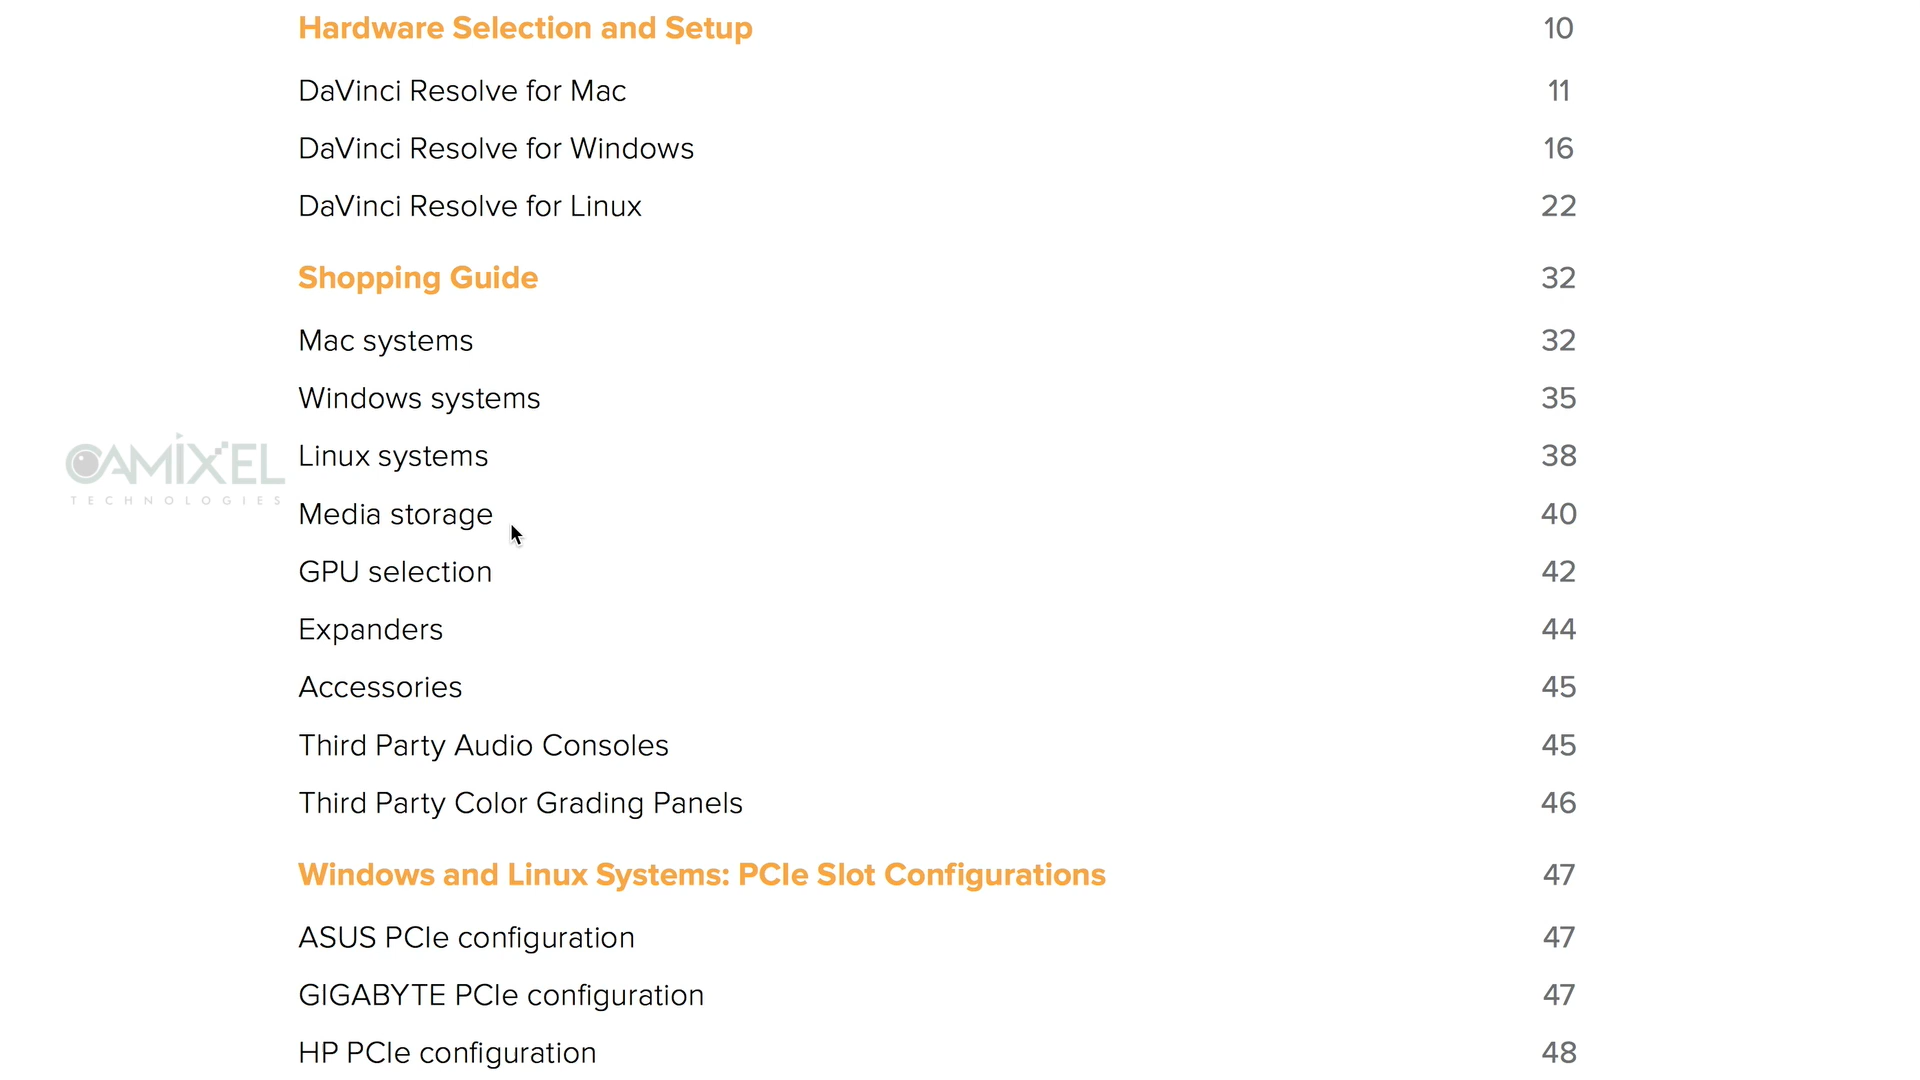 Hardware Selection and Setup 10
DaVinci Resolve for Mac 11
DaVinci Resolve for Windows 16
DaVinci Resolve for Linux 22
Shopping Guide 32
Mac systems 32
Windows systems 35
Linux systems 38
CAMIXEL
TECHNOLOGIES
Media storage 40
GPU selection 42
Expanders 44
Accessories 45
Third Party Audio Consoles 45
Third Party Color Grading Panels 46
Windows and Linux Systems: PCIe Slot Configurations 47
ASUS PCIe configuration 47
GIGABYTE PCIe configuration 47
HP PCIe configuration 48